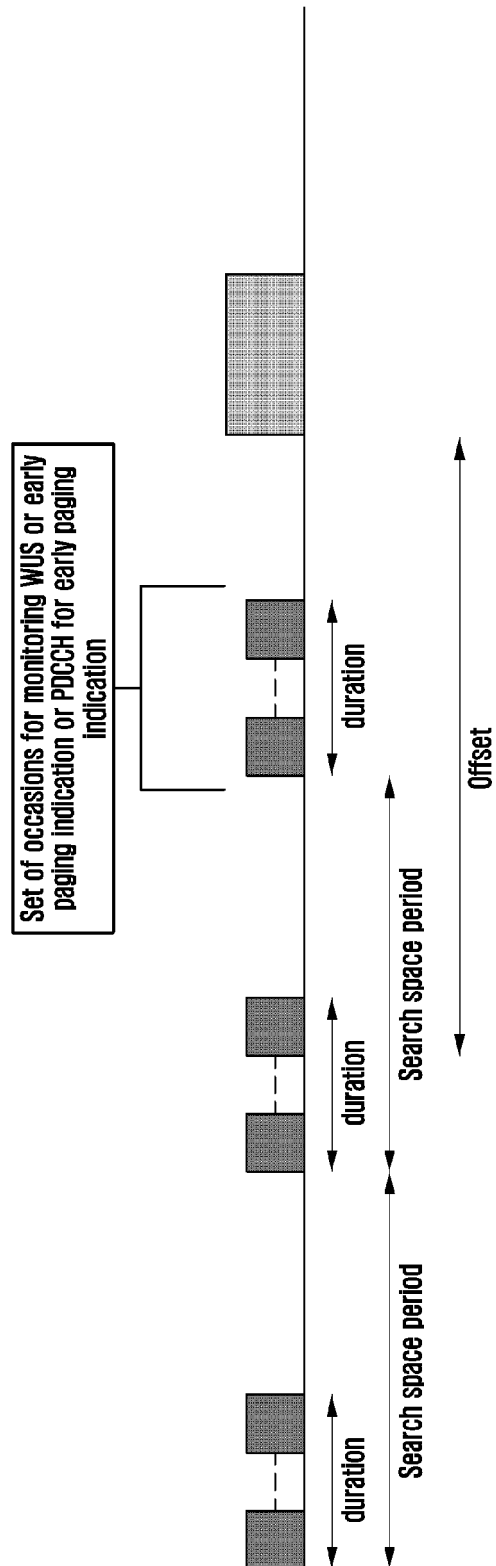 Set of occasions for monitoring WUS or early
paging indication or PDCCH for early paging
indication
duration
duration
duration
Search space period
Search space period
Offset